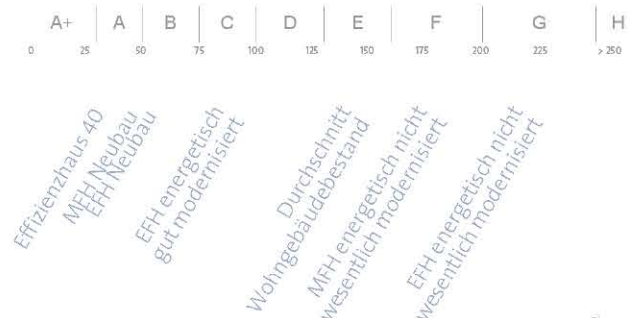 A+ A B C D E F G H
0 25 50 75 100 125 150 175 200 225 > 250
Effizienzhaus 40
MFH Neubau
EFH Neubau
EFH energetisch
gut modernisiert
Durchschnitt
Wohngebäudebestand
MFH energetisch nicht
wesentlich modernisiert
EFH energetisch nicht
wesentlich modernisiert